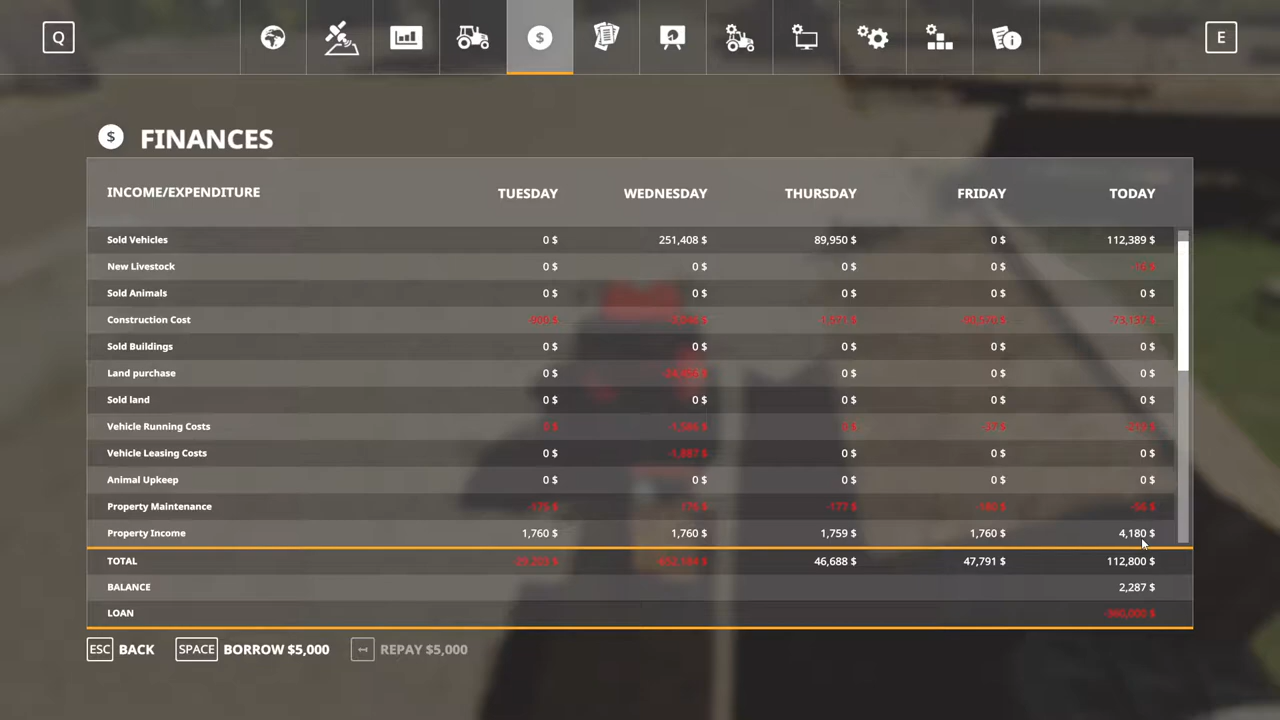 Q
$
E
$ FINANCES
INCOME/EXPENDITURE TUESDAY WEDNESDAY THURSDAY FRIDAY TODAY
Sold Vehicles 0 $ 251,408 $ 89,950 $ 0 $ 112,389 $
New Livestock 0 $ 0 $ 0 $ 0 $
Sold Animals 0 $ 0 $ 0 $ 0 $ 0 $
Construction Cost
Sold Buildings 0 $ 0 $ 0 $ 0 $ 0 $
Land purchase 0 $ 0 $ 0 $ 0 $
Sold land 0 $ 0 $ 0 $ 0 $ 0 $
Vehicle Running Costs
Vehicle Leasing Costs 0 $ 0 $ 0 $ 0 $
Animal Upkeep 0 $ 0 $ 0 $ 0 $ 0 $
Property Maintenance -175 $ -177 $
Property Income 1,760 $ 1,760 $ 1,759 $ 1,760 $ 4,180 $
TOTAL 46,688 $ 47,791 $ 112,800 $
BALANCE 2,287 $
LOAN
ESC BACK SPACE BORROW $5,000 REPAY $5,000